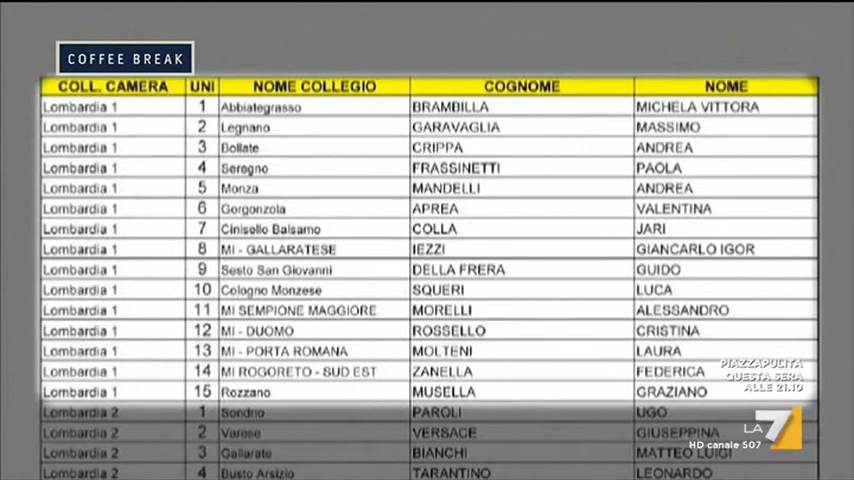 COFFEE BREAK
COLL. CAMERA UNI NOME COLLEGIO COGNOME NOME
Lombardia 1 1 Abbiategrasso BRAMBILLA MICHELA VITTORA
Lombardia 1 2 Legnano GARAVAGLIA MASSIMO
Lombardia 1 3 Bollate CRIPPA ANDREA
Lombardia 1 4 Seregno FRASSINETTI PAOLA
Lombardia 1 5 Monza MANDELLI ANDREA
Lombardia 1 6 Gorgonzola APREA VALENTINA
Lombardia 1 7 Cinisello Balsamo COLLA JARI
Lombardia 1 8 MI - GALLARATESE IEZZI GIANCARLO IGOR
Lombardia 1 9 Sesto San Giovanni DELLA FRERA GUIDO
Lombardia 1 10 Cologno Monzese SQUERI LUCA
Lombardia 1 11 MI SEMPIONE MAGGIORE MORELLI ALESSANDRO
Lombardia 1 12 MI - DUOMO ROSSELLO CRISTINA
Lombardia 1 13 MI - PORTA ROMANA MOLTENI LAURA
Lombardia 1 14 MI ROGORETO - SUD EST ZANELLA FEDERICA
Lombardia 1 15 Rozzano MUSELLA GRAZIANO
Lombardia 2 1 Sondrio PAROLI UGO
Lombardia 2 2 Varese VERSACE GIUSEPPINA
Lombardia 2 3 Gallarate BIANCHI MATTEO LUIGI
Lombardia 2 4 Busto Arsizio TARANTINO LEONARDO
PIAZZAPULITA
QUESTA SERA
ALLE 21.10
LA 7
HD canale 507